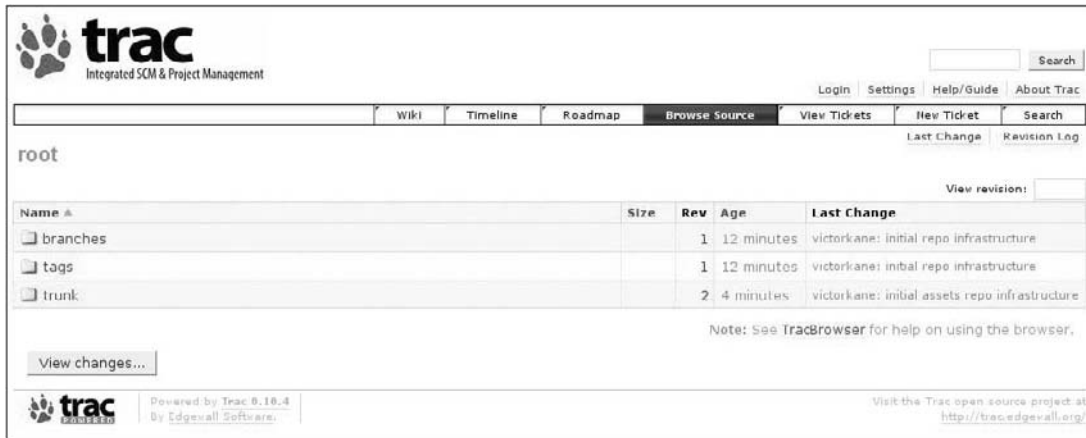 trac
Integrated SCM & Project Management
Search
Login Settings Help/Guide About Trac
Wiki Timeline Roadmap Browse Source View Tickets New Ticket Search
Last Change Revision Log
root
View revision:
Name Size Rev Age Last Change
branches 1 12 minutes victorkane: initial repo infrastructure
tags 1 12 minutes victorkane: initial repo infrastructure
trunk 2 4 minutes victorkane: initial assets repo infrastructure
Note: See TracBrowser for help on using the browser.
View changes...
trac POWERED
Powered by Trac 0.10.4
By Edgewall Software.
Visit the Trac open source project at
http://trac.edgewall.org/